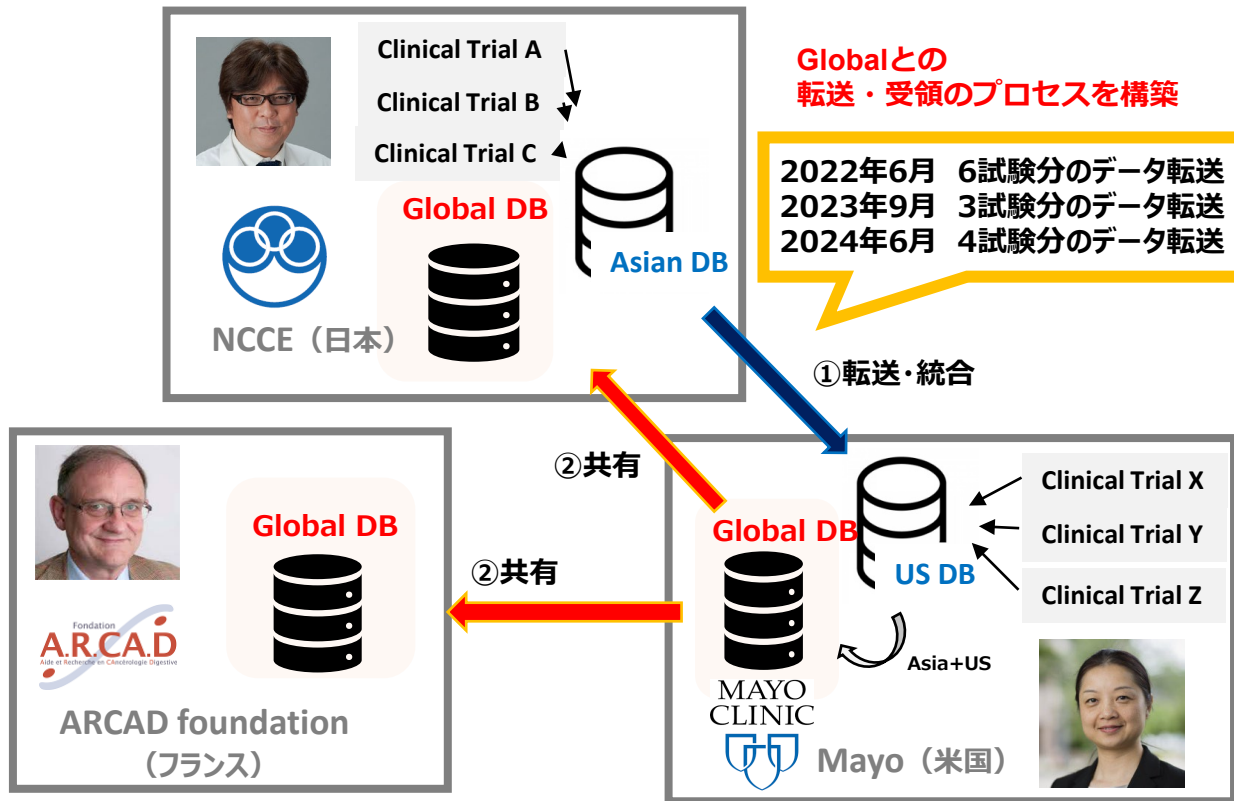 Clinical Trial A
Clinical Trial B
Clinical Trial C
Global DB
Asian DB
NCCE（日本）
Globalとの
転送・受領のプロセスを構築
2022年6月 6試験分のデータ転送
2023年9月 3試験分のデータ転送
2024年6月 4試験分のデータ転送
①転送･統合
②共有
②共有
Global DB
Fondation
A.R.CA.D
Aide et Recherche en CAncérologie Digestive
ARCAD foundation
（フランス）
Global DB
US DB
Clinical Trial X
Clinical Trial Y
Clinical Trial Z
Asia+US
MAYO
CLINIC
Mayo（米国）